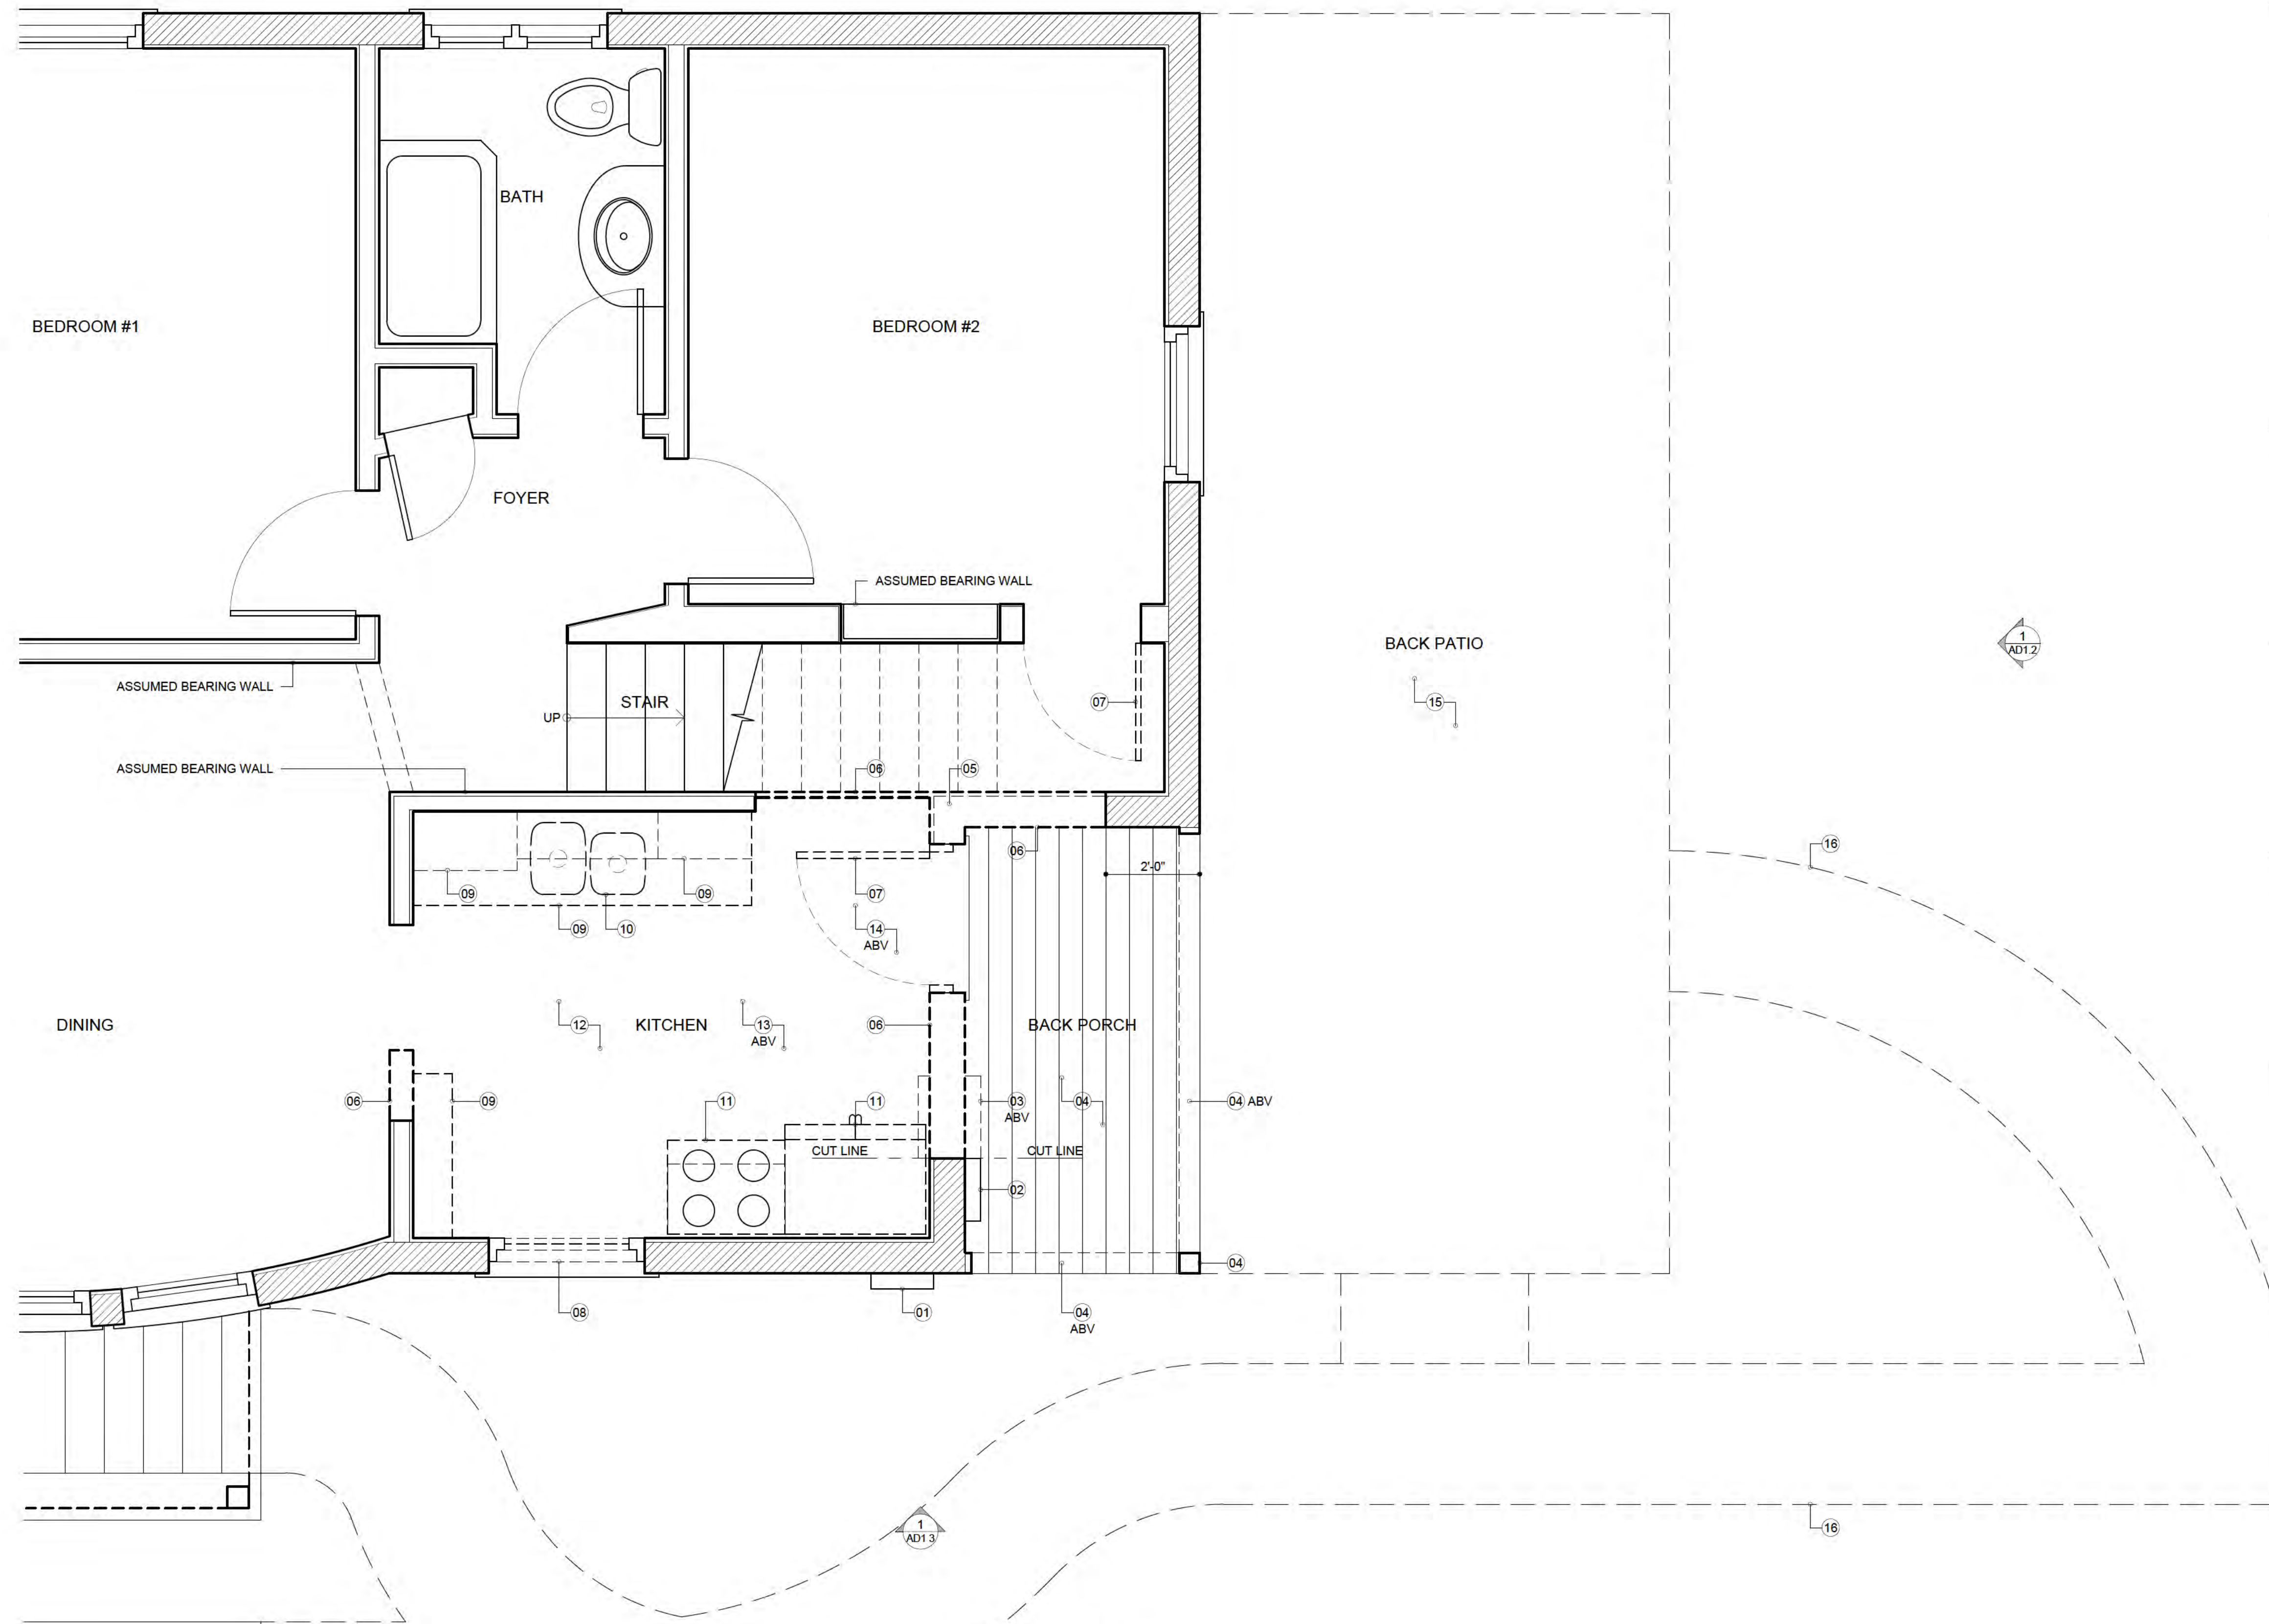 BATH
BEDROOM #1
BEDROOM #2
FOYER
ASSUMED BEARING WALL
1
AD1.2
BACK PATIO
ASSUMED BEARING WALL
STAIR
07
15
UP
ASSUMED BEARING WALL
06
05
16
06
2'-0"
09
09
07
09
10
14
ABV
DINING
12
KITCHEN
13
ABV
06
BACK PORCH
06
09
11
11
03
ABV
04
04 ABV
CUT LINE
CUT LINE
02
04
08
01
04
ABV
1
AD1 3
16